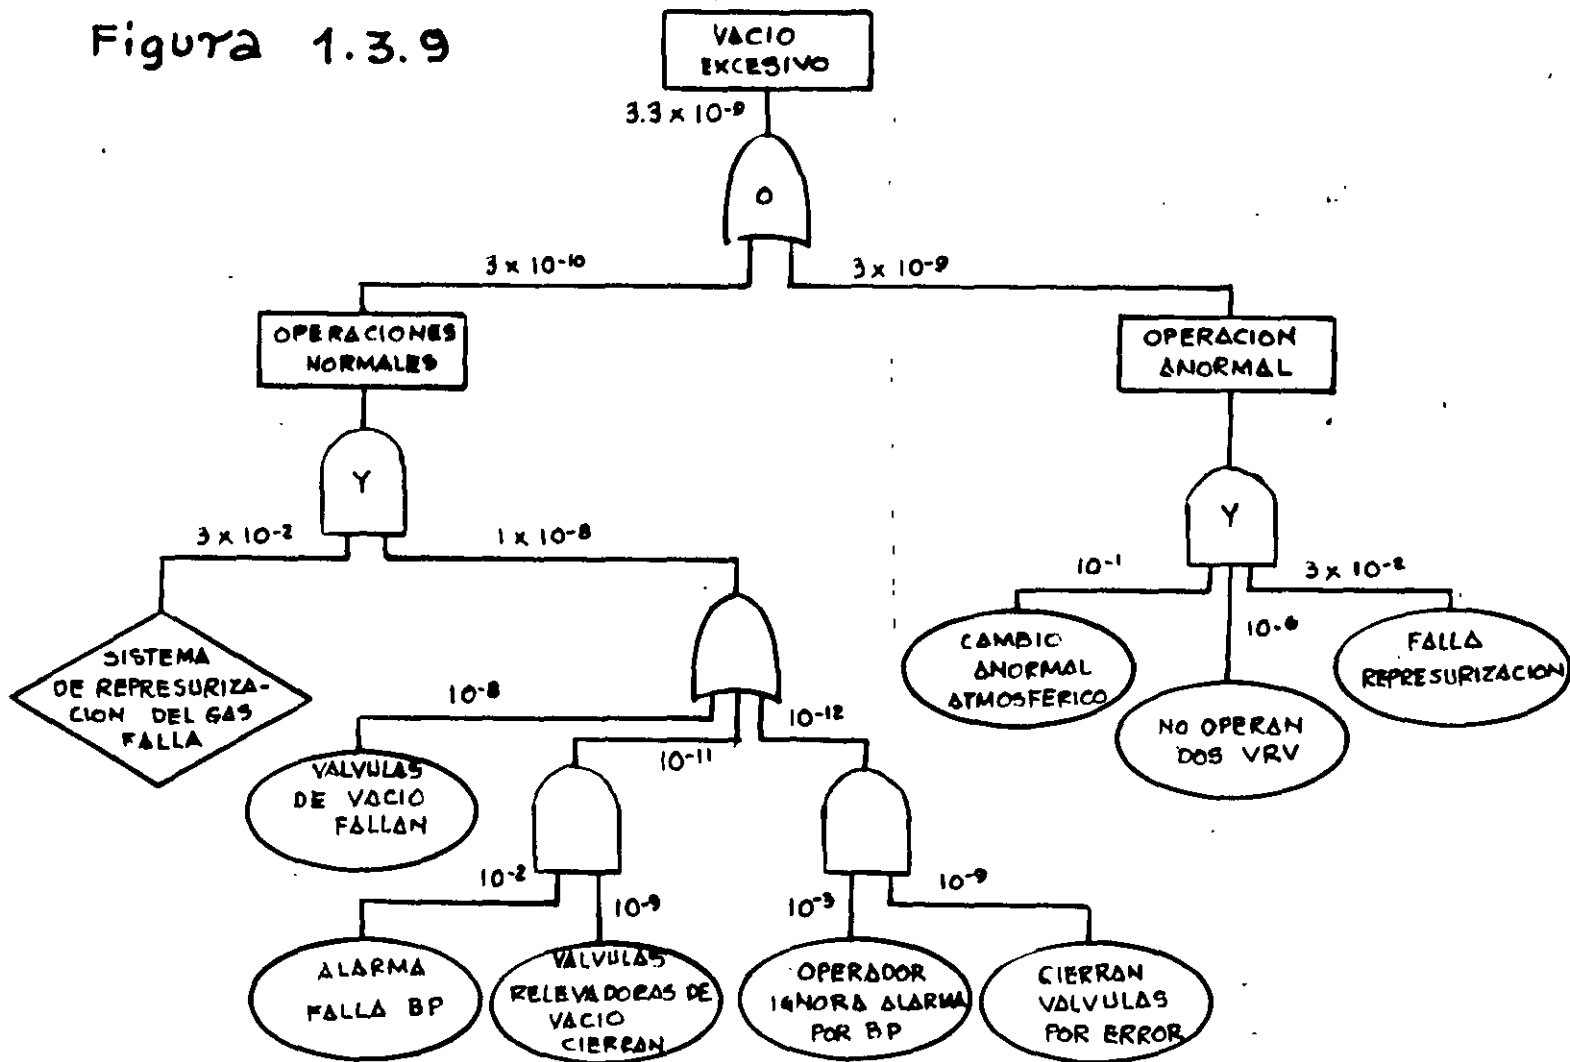 Figura 1.3.9
VACIO
EXCESIVO
3.3 x 10-9
O
3 x 10-10
3 x 10-9
OPERACIONES
NORMALES
OPERACION
ANORMAL
Y
Y
3 x 10-2
1 x 10-8
10-1
3 x 10-2
10-6
SISTEMA
DE REPRESURIZA-
CION DEL GAS
FALLA
CAMBIO
ANORMAL
ATMOSFERICO
NO OPERAN
DOS VRV
FALLA
REPRESURIZACION
10-8
10-11
10-12
VALVULAS
DE VACIO
FALLAN
10-2
10-9
10-3
10-9
ALARMA
FALLA BP
VALVULAS
RELEVADORAS DE
VACIO
CIERRAN
OPERADOR
IGNORA ALARMA
POR BP
CIERRAN
VALVULAS
POR ERROR